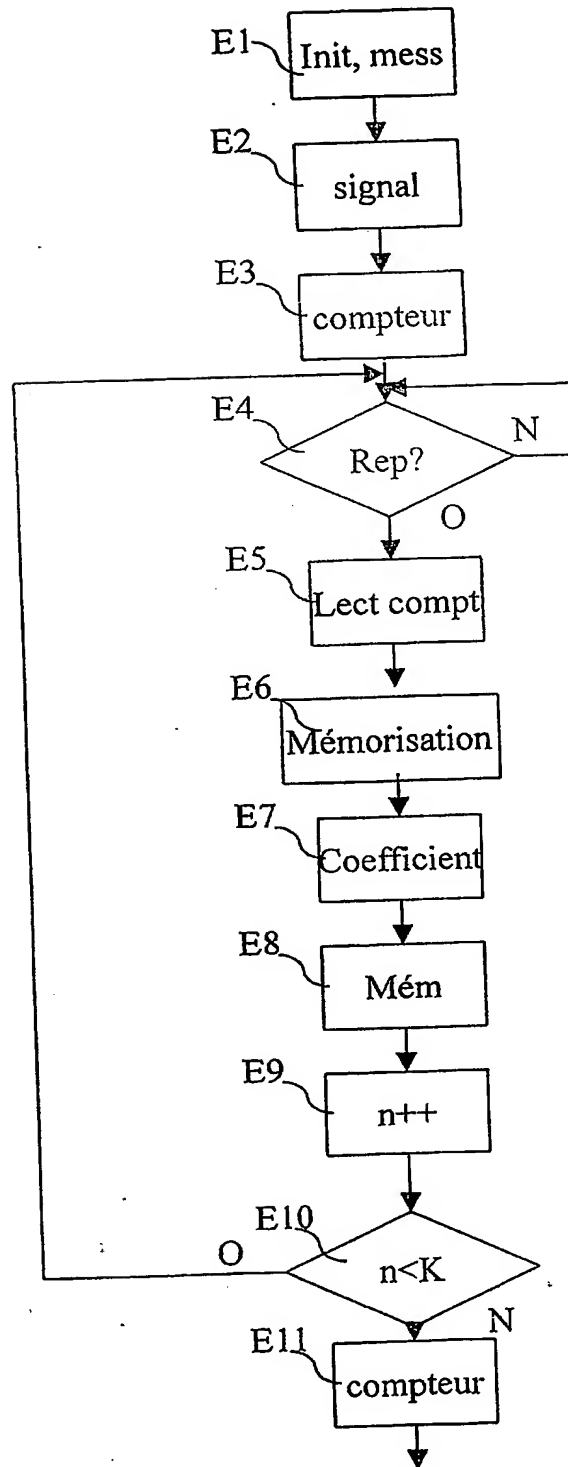 E1
Init, mess
E2
signal
E3
compteur
E4
Rep?
N
O
E5
Lect compt
E6
Mémorisation
E7
Coefficient
E8
Mém
E9
n++
E10
O
n<K
N
E11
compteur